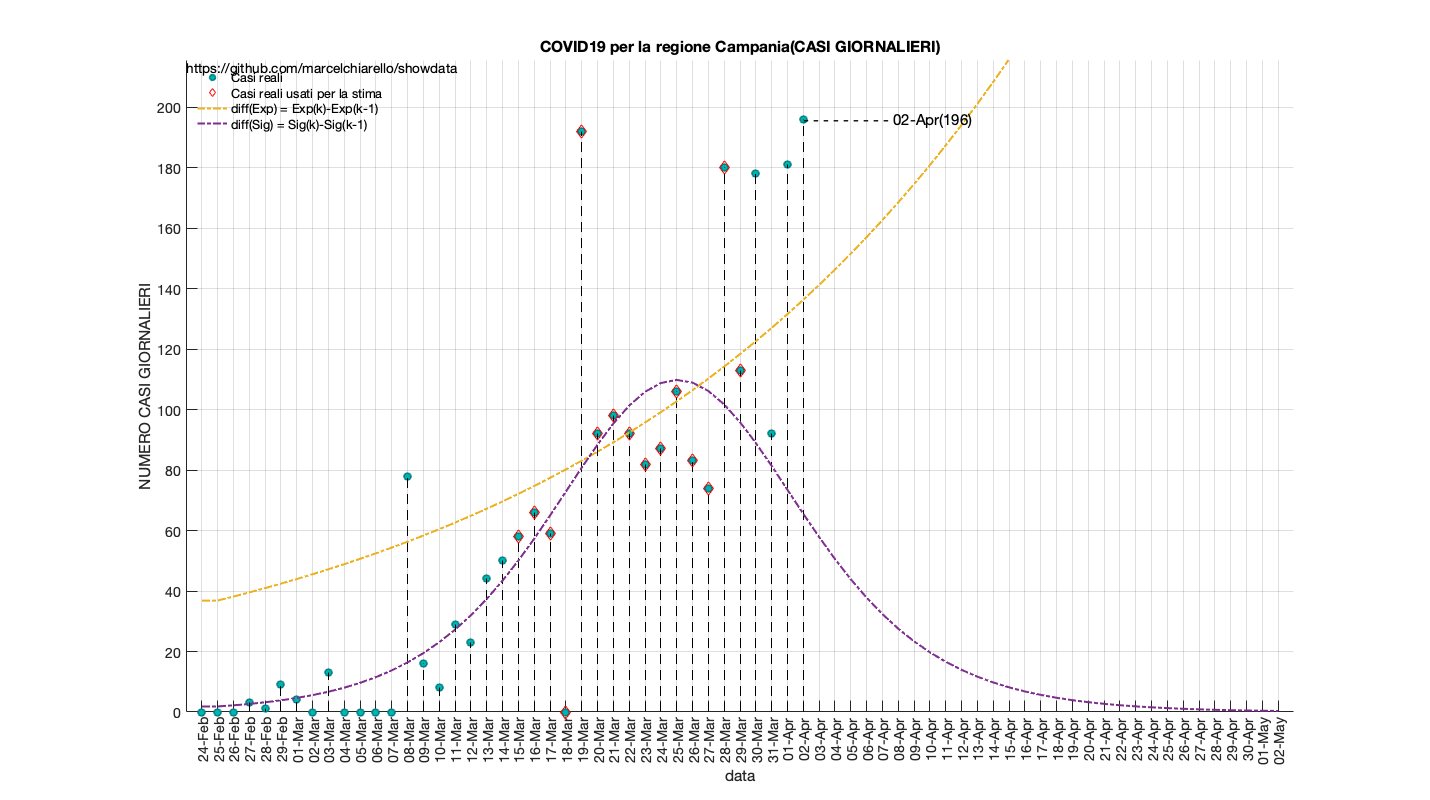 COVID19 per la regione Campania(CASI GIORNALIERI)
https://github.com/marcelchiarello/showdata
Casi reali
Casi reali usati per la stima
diff(Exp) = Exp(k)-Exp(k-1)
diff(Sig) = Sig(k)-Sig(k-1)
02-Apr(196)
NUMERO CASI GIORNALIERI
200
180
160
140
120
100
80
60
40
20
0
24-Feb
25-Feb
26-Feb
27-Feb
28-Feb
29-Feb
01-Mar
02-Mar
03-Mar
04-Mar
05-Mar
06-Mar
07-Mar
08-Mar
09-Mar
10-Mar
11-Mar
12-Mar
13-Mar
14-Mar
15-Mar
16-Mar
17-Mar
18-Mar
19-Mar
20-Mar
21-Mar
22-Mar
23-Mar
24-Mar
25-Mar
26-Mar
27-Mar
28-Mar
29-Mar
30-Mar
31-Mar
01-Apr
02-Apr
03-Apr
04-Apr
05-Apr
06-Apr
07-Apr
08-Apr
09-Apr
10-Apr
11-Apr
12-Apr
13-Apr
14-Apr
15-Apr
16-Apr
17-Apr
18-Apr
19-Apr
20-Apr
21-Apr
22-Apr
23-Apr
24-Apr
25-Apr
26-Apr
27-Apr
28-Apr
29-Apr
30-Apr
01-May
02-May
data